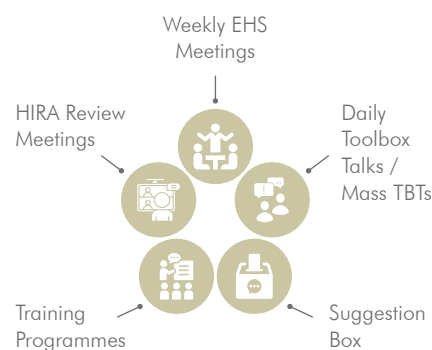 Weekly EHS
Meetings
HIRA Review
Meetings
Daily
Toolbox
Talks /
Mass TBTs
Training
Programmes
Suggestion
Box